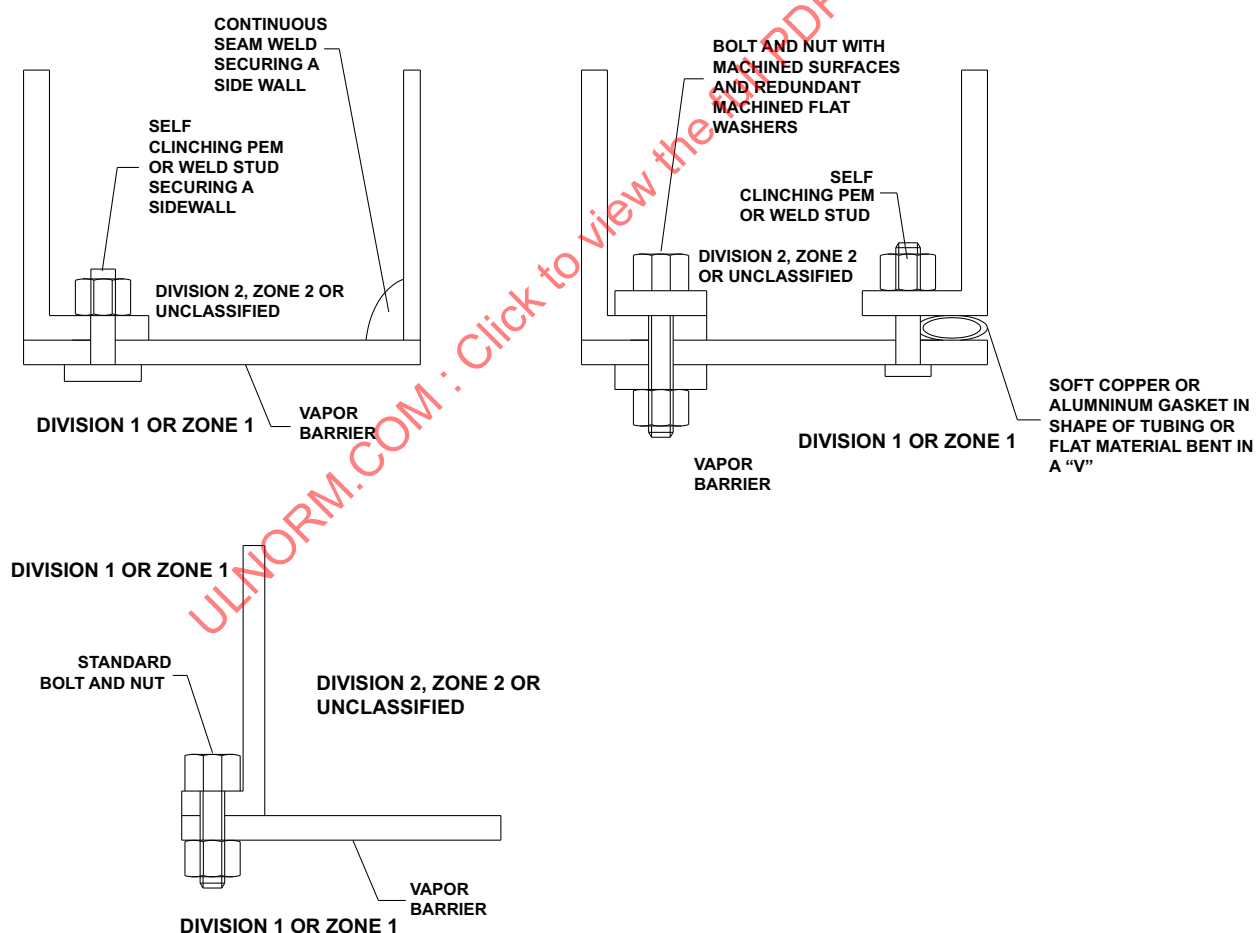 CONTINUOUS
SEAM WELD
SECURING A
SIDE WALL
SELF
CLINCHING PEM
OR WELD STUD
SECURING A
SIDEWALL
DIVISION 2, ZONE 2 OR
UNCLASSIFIED
DIVISION 1 OR ZONE 1
VAPOR
BARRIER
BOLT AND NUT WITH
MACHINED SURFACES
AND REDUNDANT
MACHINED FLAT
WASHERS
SELF
CLINCHING PEM
OR WELD STUD
DIVISION 2, ZONE 2
OR UNCLASSIFIED
SOFT COPPER OR
ALUMNINUM GASKET IN
SHAPE OF TUBING OR
FLAT MATERIAL BENT IN
A “V”
DIVISION 1 OR ZONE 1
VAPOR
BARRIER
DIVISION 1 OR ZONE 1
STANDARD
BOLT AND NUT
DIVISION 2, ZONE 2 OR
UNCLASSIFIED
VAPOR
BARRIER
DIVISION 1 OR ZONE 1
ULNORM.COM : Click to view the full PDF